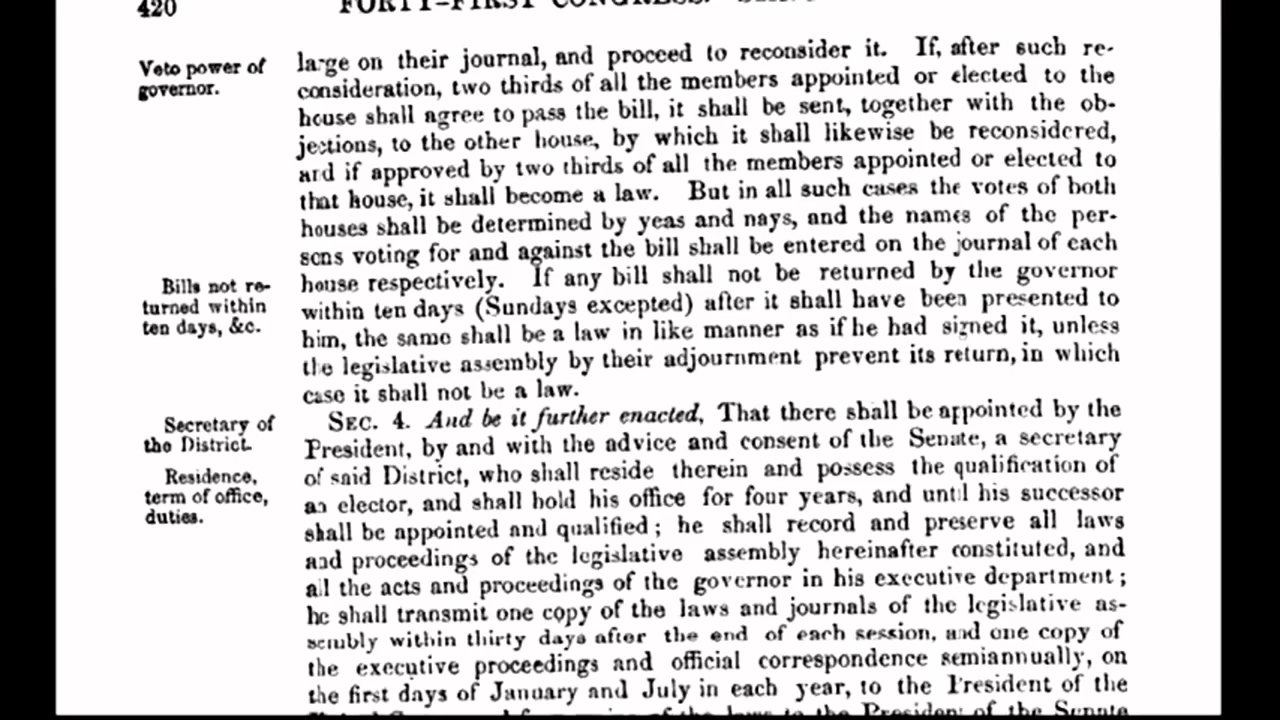 420
FORTY-FIRST CONGRESS.
Veto power of
governor.
large on their journal, and proceed to reconsider it. If, after such re-
consideration, two thirds of all the members appointed or elected to the
house shall agree to pass the bill, it shall be sent, together with the ob-
jections, to the other house, by which it shall likewise be reconsidered,
and if approved by two thirds of all the members appointed or elected to
that house, it shall become a law. But in all such cases the votes of both
houses shall be determined by yeas and nays, and the names of the per-
sons voting for and against the bill shall be entered on the journal of each
Bills not re-
turned within
ten days, &c.
house respectively. If any bill shall not be returned by the governor
within ten days (Sundays excepted) after it shall have been presented to
him, the same shall be a law in like manner as if he had signed it, unless
the legislative assembly by their adjournment prevent its return, in which
case it shall not be a law.
Secretary of
the District.
Residence,
term of office,
duties.
SEC. 4. And be it further enacted, That there shall be appointed by the
President, by and with the advice and consent of the Senate, a secretary
of said District, who shall reside therein and possess the qualification of
an elector, and shall hold his office for four years, and until his successor
shall be appointed and qualified; he shall record and preserve all laws
and proceedings of the legislative assembly hereinafter constituted, and
all the acts and proceedings of the governor in his executive department;
he shall transmit one copy of the laws and journals of the legislative as-
sembly within thirty days after the end of each session, and one copy of
the executive proceedings and official correspondence semiannually, on
the first days of January and July in each year, to the President of the
of the laws to the President of the Senate